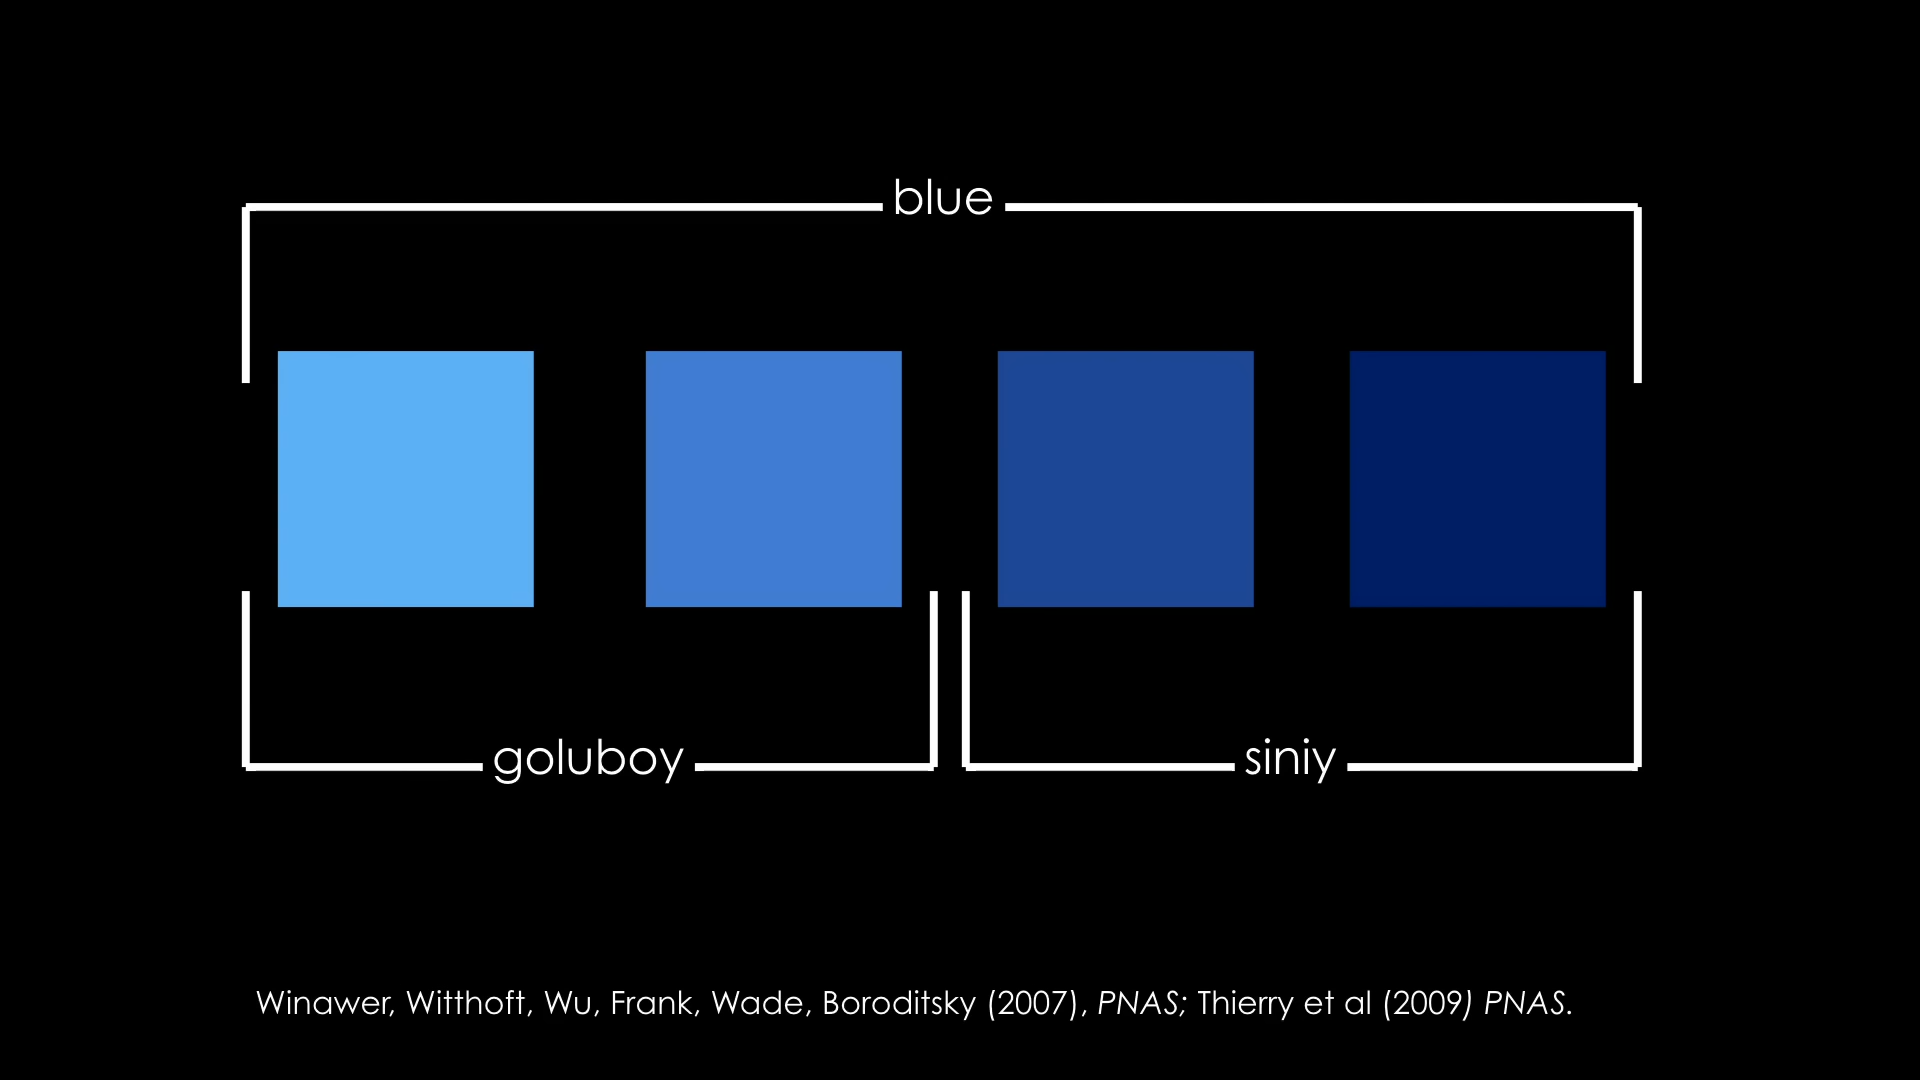 blue
goluboy
siniy
Winawer, Witthoft, Wu, Frank, Wade, Boroditsky (2007), PNAS; Thierry et al (2009) PNAS.